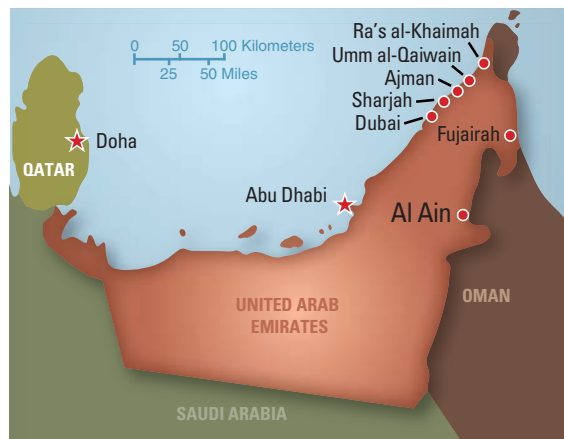 Ra's al-Khaimah
Umm al-Qaiwain
Ajman
Sharjah
Dubai
Fujairah
0 50 100 Kilometers
25 50 Miles
Doha
QATAR
Abu Dhabi
Al Ain
UNITED ARAB
EMIRATES
OMAN
SAUDI ARABIA